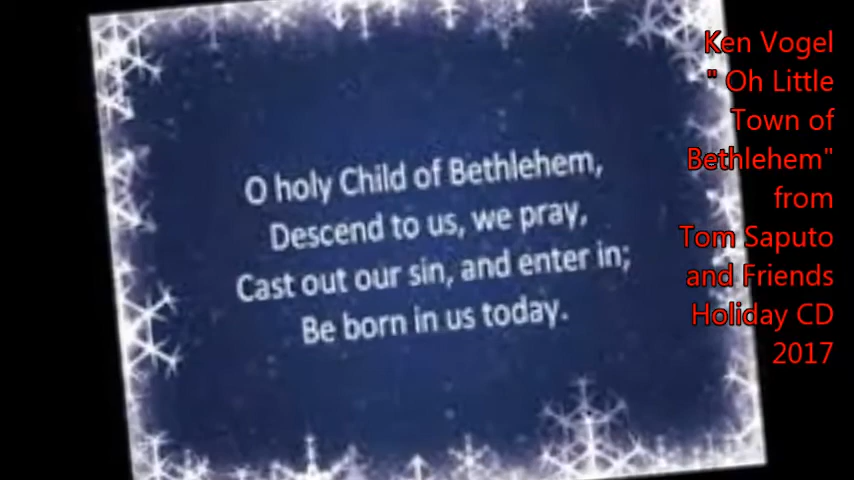 O holy Child of Bethlehem,
Descend to us, we pray,
Cast out our sin, and enter in;
Be born in us today.
Ken Vogel
" Oh Little
Town of
Bethlehem"
from
Tom Saputo
and Friends
Holiday CD
2017